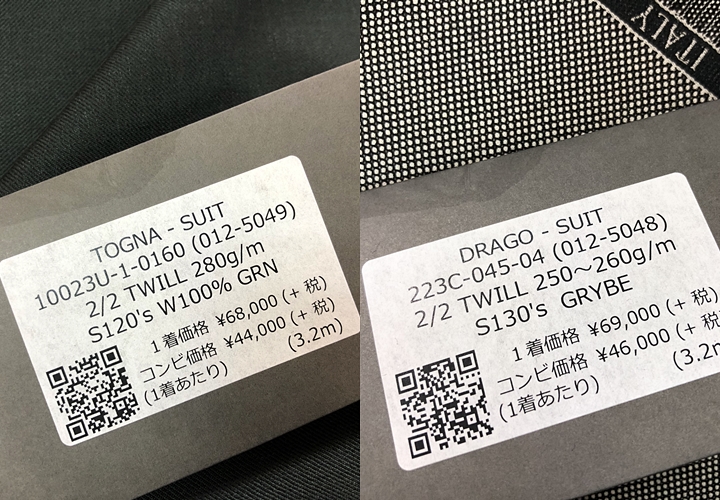 TOGNA - SUIT
10023U-1-0160 (012-5049)
2/2 TWILL 280g/m
S120's W100% GRN
1着価格 ¥68,000 (+ 税)
コンビ価格 ¥44,000 (+ 税)
(1着あたり) (3.2m)
ITALY
DRAGO - SUIT
223C-045-04 (012-5048)
2/2 TWILL 250～260g/m
S130's GRYBE
1着価格 ¥69,000 (+ 税)
コンビ価格 ¥46,000 (+ 税
(1着あたり) (3.2m